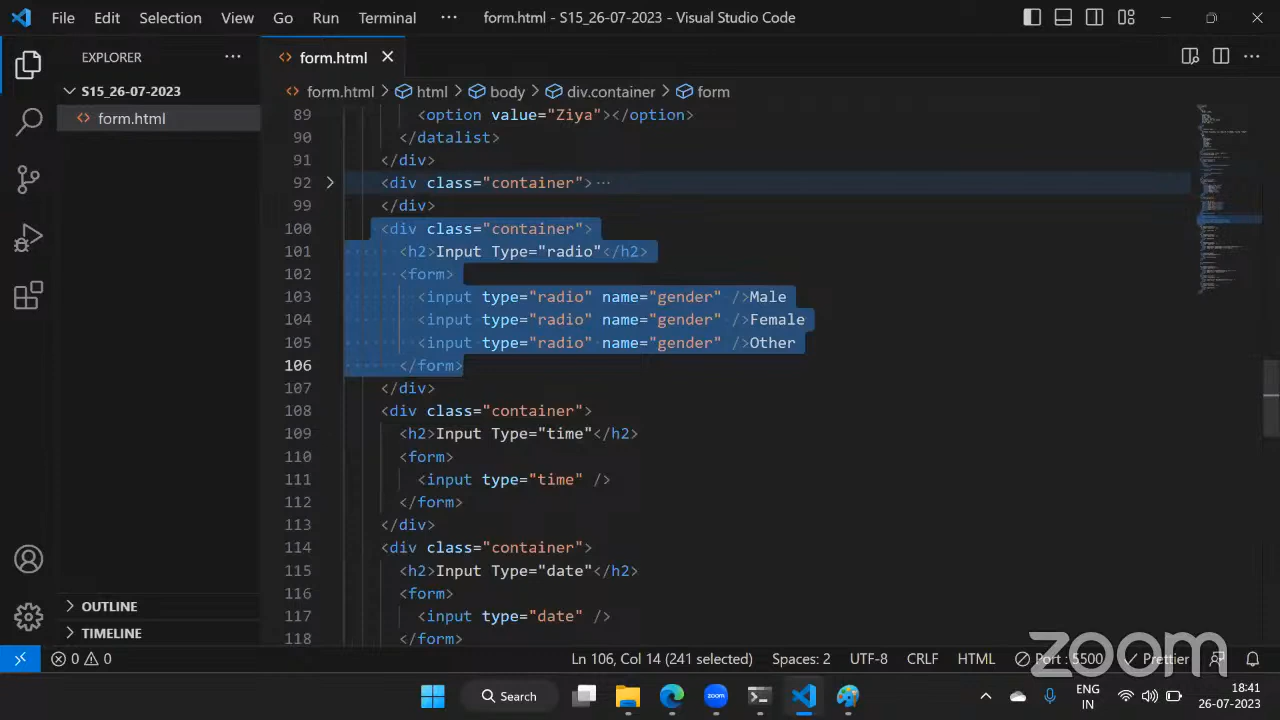 File Edit Selection View Go Run Terminal ··· form.html - S15_26-07-2023 - Visual Studio Code
EXPLORER ···
form.html
S15_26-07-2023
form.html
form.html > html > body > div.container > form
89 <option value="Ziya"></option>
90 </datalist>
91 </div>
92 <div class="container">···
99 </div>
100 <div class="container">
101 <h2>Input Type="radio"</h2>
102 <form>
103 <input type="radio" name="gender" />Male
104 <input type="radio" name="gender" />Female
105 <input type="radio" name="gender" />Other
106 </form>
107 </div>
108 <div class="container">
109 <h2>Input Type="time"</h2>
110 <form>
111 <input type="time" />
112 </form>
113 </div>
114 <div class="container">
115 <h2>Input Type="date"</h2>
116 <form>
117 <input type="date" />
118 </form>
OUTLINE
TIMELINE
0 0 Ln 106, Col 14 (241 selected) Spaces: 2 UTF-8 CRLF HTML Port : 5500 Prettier
zoom
Search
zoom
ENG
IN
18:41
26-07-2023